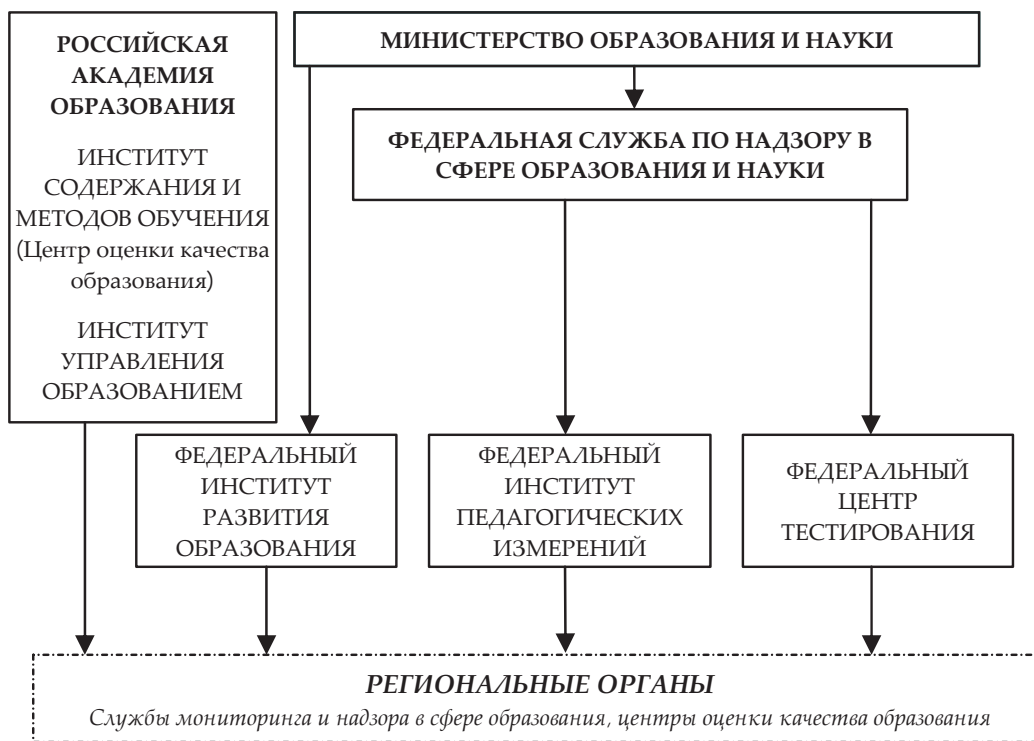 РОССИЙСКАЯ
АКАДЕМИЯ
ОБРАЗОВАНИЯ
ИНСТИТУТ
СОДЕРЖАНИЯ И
МЕТОДОВ ОБУЧЕНИЯ
(Центр оценки качества
образования)
ИНСТИТУТ
УПРАВЛЕНИЯ
ОБРАЗОВАНИЕМ
МИНИСТЕРСТВО ОБРАЗОВАНИЯ И НАУКИ
ФЕДЕРАЛЬНАЯ СЛУЖБА ПО НАДЗОРУ В
СФЕРЕ ОБРАЗОВАНИЯ И НАУКИ
ФЕДЕРАЛЬНЫЙ
ИНСТИТУТ
РАЗВИТИЯ
ОБРАЗОВАНИЯ
ФЕДЕРАЛЬНЫЙ
ИНСТИТУТ
ПЕДАГОГИЧЕСКИХ
ИЗМЕРЕНИЙ
ФЕДЕРАЛЬНЫЙ
ЦЕНТР
ТЕСТИРОВАНИЯ
РЕГИОНАЛЬНЫЕ ОРГАНЫ
Службы мониторинга и надзора в сфере образования, центры оценки качества образования